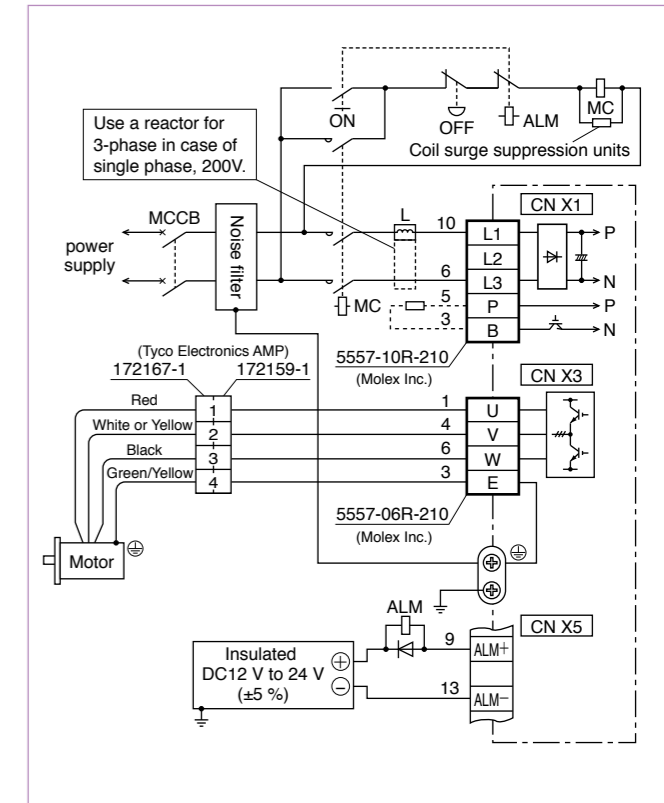 ON
OFF
ALM
MC
Coil surge suppression units
Use a reactor for
3-phase in case of
single phase, 200V.
MCCB
Noise filter
power
supply
L
MC
10
6
5
3
L1
L2
L3
P
B
CN X1
P
N
P
N
5557-10R-210
(Molex Inc.)
(Tyco Electronics AMP)
172167-1 172159-1
Red
White or Yellow
Black
Green/Yellow
1
2
3
4
1
4
6
3
U
V
W
E
CN X3
5557-06R-210
(Molex Inc.)
Motor
ALM
Insulated
DC12 V to 24 V
(±5 %)
+
−
9
13
ALM+
ALM−
CN X5